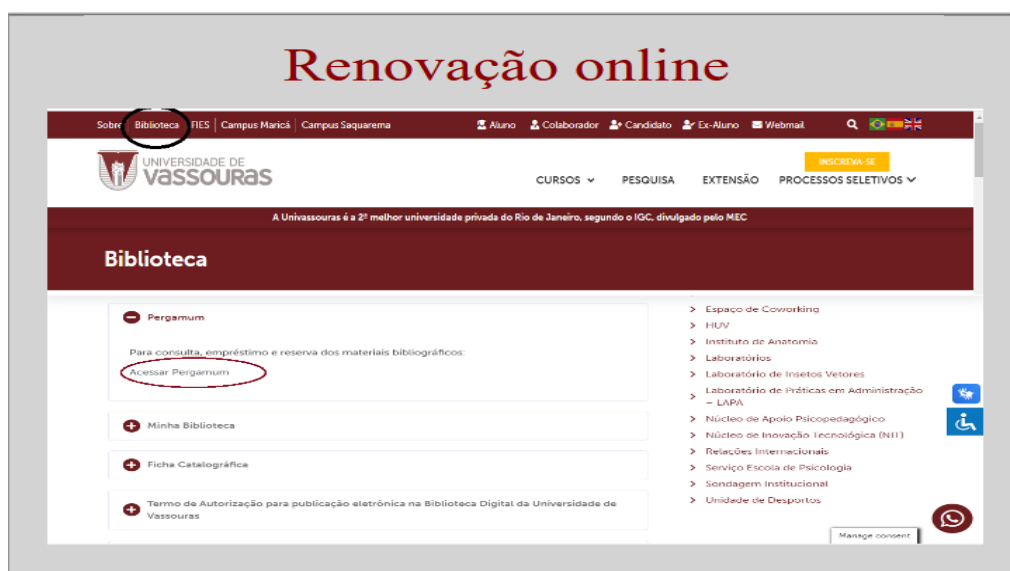 Renovação online
Sobre Biblioteca FIES Campus Maricá Campus Saquarema Aluno Colaborador Candidato Ex-Aluno Webmail
UNIVERSIDADE DE
vassouras
INSCREVA-SE
CURSOS PESQUISA EXTENSÃO PROCESSOS SELETIVOS
A Univassouras é a 2ª melhor universidade privada do Rio de Janeiro, segundo o IGC, divulgado pelo MEC
Biblioteca
Pergamum
Para consulta, empréstimo e reserva dos materiais bibliográficos:
Acessar Pergamum
Minha Biblioteca
Ficha Catalográfica
Termo de Autorização para publicação eletrônica na Biblioteca Digital da Universidade de
Vassouras
Espaço de Coworking
HUV
Instituto de Anatomia
Laboratórios
Laboratório de Insetos Vetores
Laboratório de Práticas em Administração
– LAPA
Núcleo de Apoio Psicopedagógico
Núcleo de Inovação Tecnológica (NIT)
Relações Internacionais
Serviço Escola de Psicologia
Sondagem Institucional
Unidade de Desportos
Manage consent